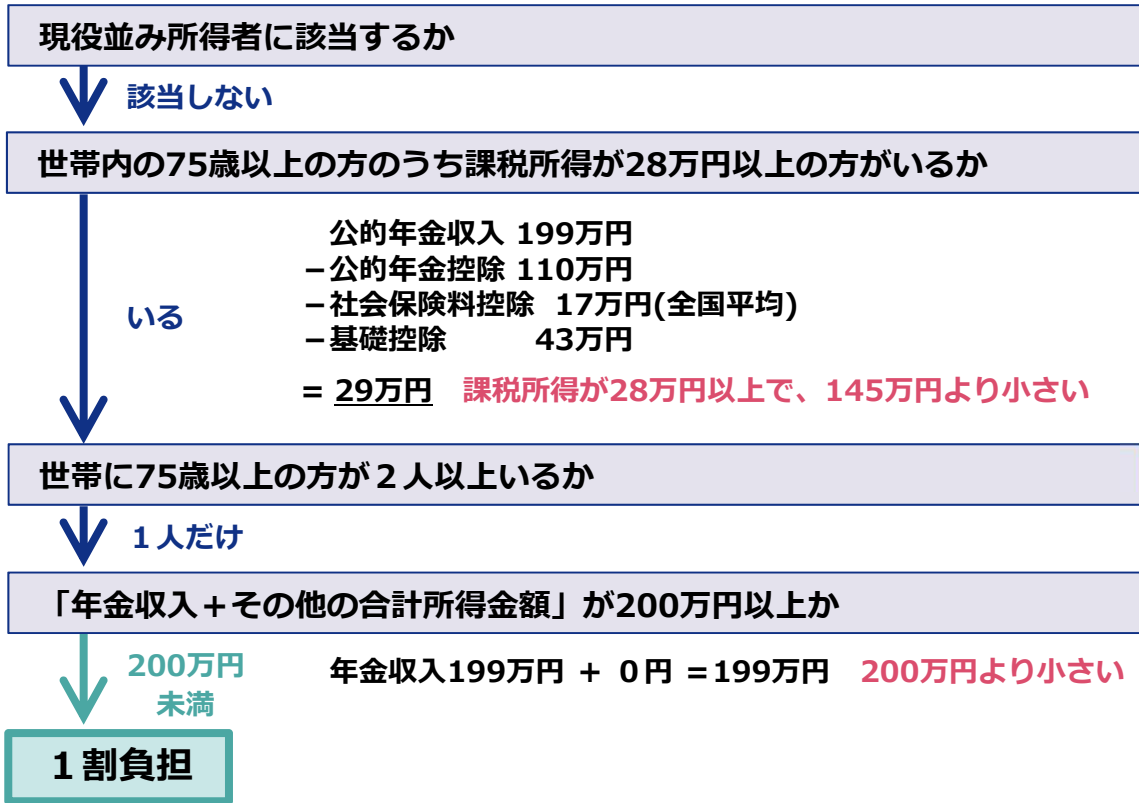 現役並み所得者に該当するか
該当しない
世帯内の75歳以上の方のうち課税所得が28万円以上の方がいるか
公的年金収入 199万円
－公的年金控除 110万円
－社会保険料控除 17万円(全国平均)
－基礎控除 43万円
いる
= 29万円 課税所得が28万円以上で、145万円より小さい
世帯に75歳以上の方が２人以上いるか
１人だけ
「年金収入＋その他の合計所得金額」が200万円以上か
200万円
未満
年金収入199万円 + ０円 =199万円 200万円より小さい
１割負担